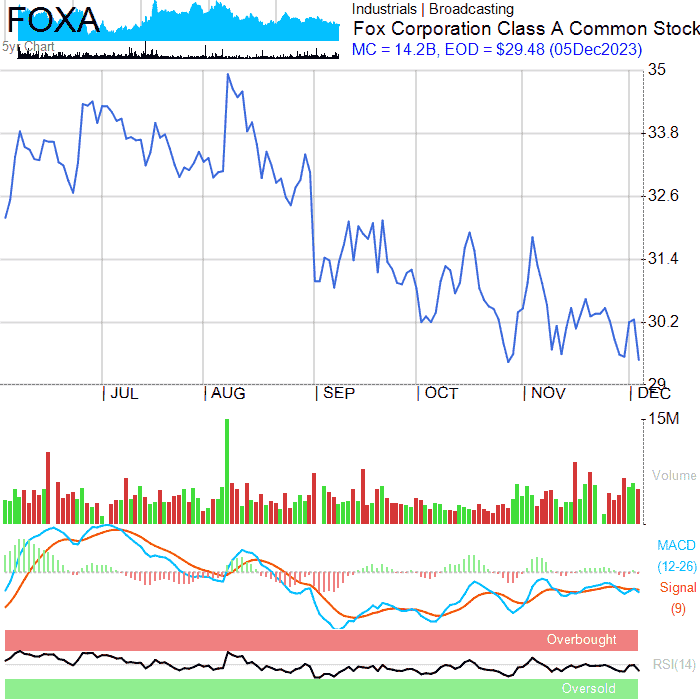 FOXA
5yr Chart
Industrials | Broadcasting
Fox Corporation Class A Common Stock
MC = 14.2B, EOD = $29.48 (05Dec2023)
35
33.8
32.6
31.4
30.2
29
JUL
AUG
SEP
OCT
NOV
DEC
15M
Volume
MACD
(12-26)
Signal
(9)
Overbought
RSI(14)
Oversold